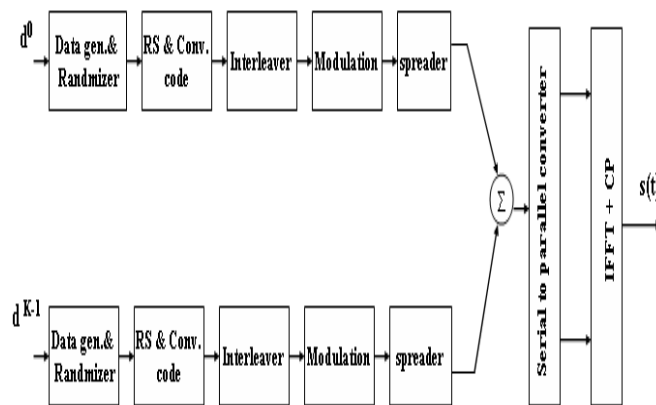 d0
Data gen.&
Randmizer
RS & Conv.
code
Interleaver
Modulation
spreader
Σ
Serial to parallel converter
IFFT + CP
s(t)
d K-1
Data gen.&
Randmizer
RS & Conv.
code
Interleaver
Modulation
spreader